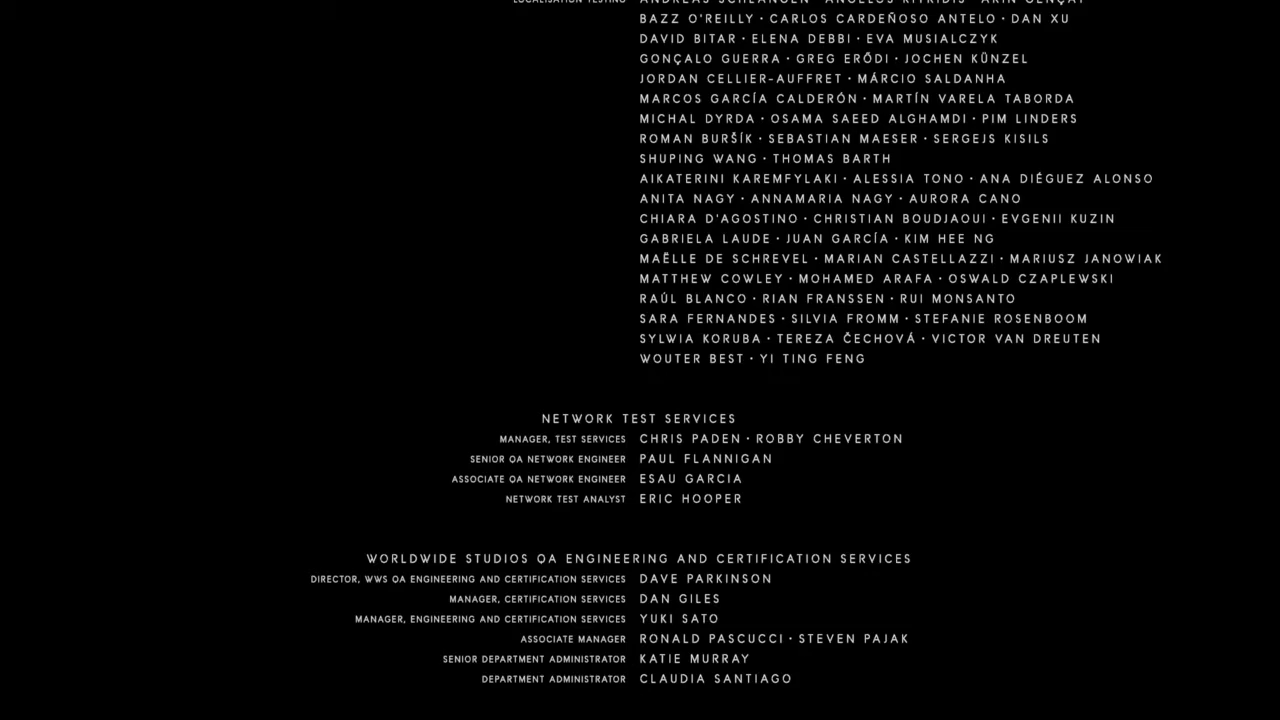 LOCALISATION TESTING ANDREAS SCHLANGEN · ANGELOS KITRIDIS · AKIN GENÇAY
BAZZ O'REILLY · CARLOS CARDEÑOSO ANTELO · DAN XU
DAVID BITAR · ELENA DEBBI · EVA MUSIALCZYK
GONÇALO GUERRA · GREG ERŐDI · JOCHEN KÜNZEL
JORDAN CELLIER-AUFFRET · MÁRCIO SALDANHA
MARCOS GARCÍA CALDERÓN · MARTÍN VARELA TABORDA
MICHAL DYRDA · OSAMA SAEED ALGHAMDI · PIM LINDERS
ROMAN BURŠÍK · SEBASTIAN MAESER · SERGEJS KISILS
SHUPING WANG · THOMAS BARTH
AIKATERINI KAREMFYLAKI · ALESSIA TONO · ANA DIÉGUEZ ALONSO
ANITA NAGY · ANNAMARIA NAGY · AURORA CANO
CHIARA D'AGOSTINO · CHRISTIAN BOUDJAOUI · EVGENII KUZIN
GABRIELA LAUDE · JUAN GARCÍA · KIM HEE NG
MAËLLE DE SCHREVEL · MARIAN CASTELLAZZI · MARIUSZ JANOWIAK
MATTHEW COWLEY · MOHAMED ARAFA · OSWALD CZAPLEWSKI
RAÚL BLANCO · RIAN FRANSSEN · RUI MONSANTO
SARA FERNANDES · SILVIA FROMM · STEFANIE ROSENBOOM
SYLWIA KORUBA · TEREZA ČECHOVÁ · VICTOR VAN DREUTEN
WOUTER BEST · YI TING FENG
NETWORK TEST SERVICES
MANAGER, TEST SERVICES CHRIS PADEN · ROBBY CHEVERTON
SENIOR QA NETWORK ENGINEER PAUL FLANNIGAN
ASSOCIATE QA NETWORK ENGINEER ESAU GARCIA
NETWORK TEST ANALYST ERIC HOOPER
WORLDWIDE STUDIOS QA ENGINEERING AND CERTIFICATION SERVICES
DIRECTOR, WWS QA ENGINEERING AND CERTIFICATION SERVICES DAVE PARKINSON
MANAGER, CERTIFICATION SERVICES DAN GILES
MANAGER, ENGINEERING AND CERTIFICATION SERVICES YUKI SATO
ASSOCIATE MANAGER RONALD PASCUCCI · STEVEN PAJAK
SENIOR DEPARTMENT ADMINISTRATOR KATIE MURRAY
DEPARTMENT ADMINISTRATOR CLAUDIA SANTIAGO